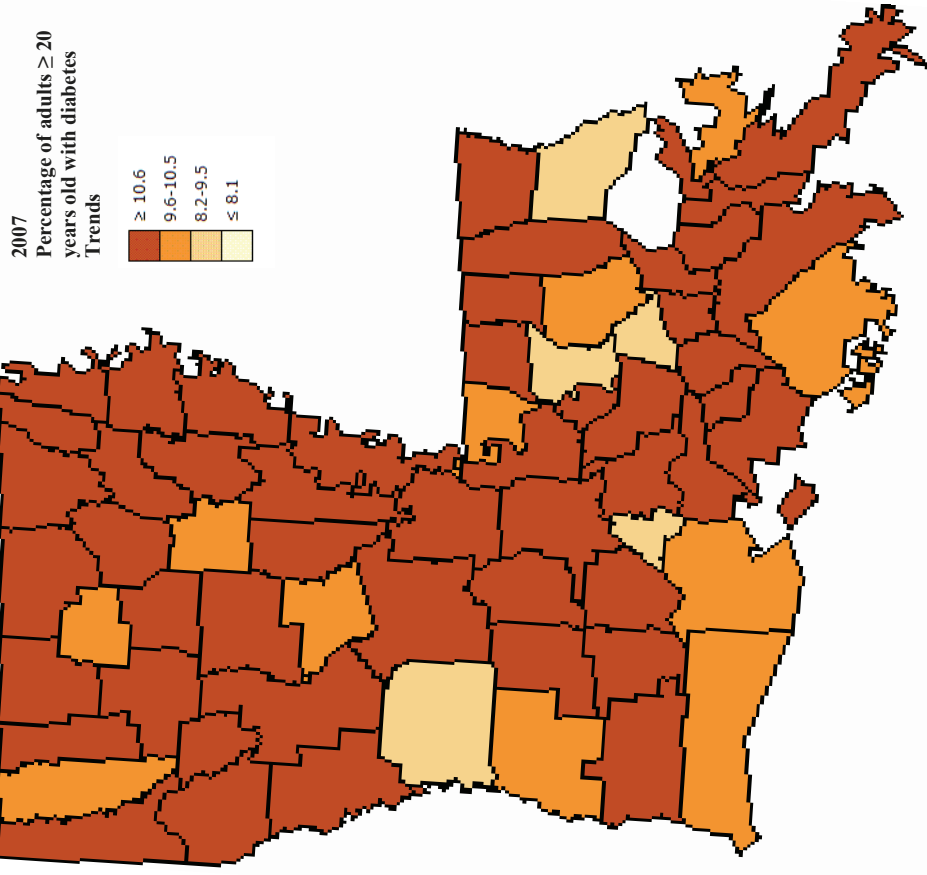 2007
Percentage of adults ≥ 20
years old with diabetes
Trends
≥ 10.6
9.6-10.5
8.2-9.5
≤ 8.1